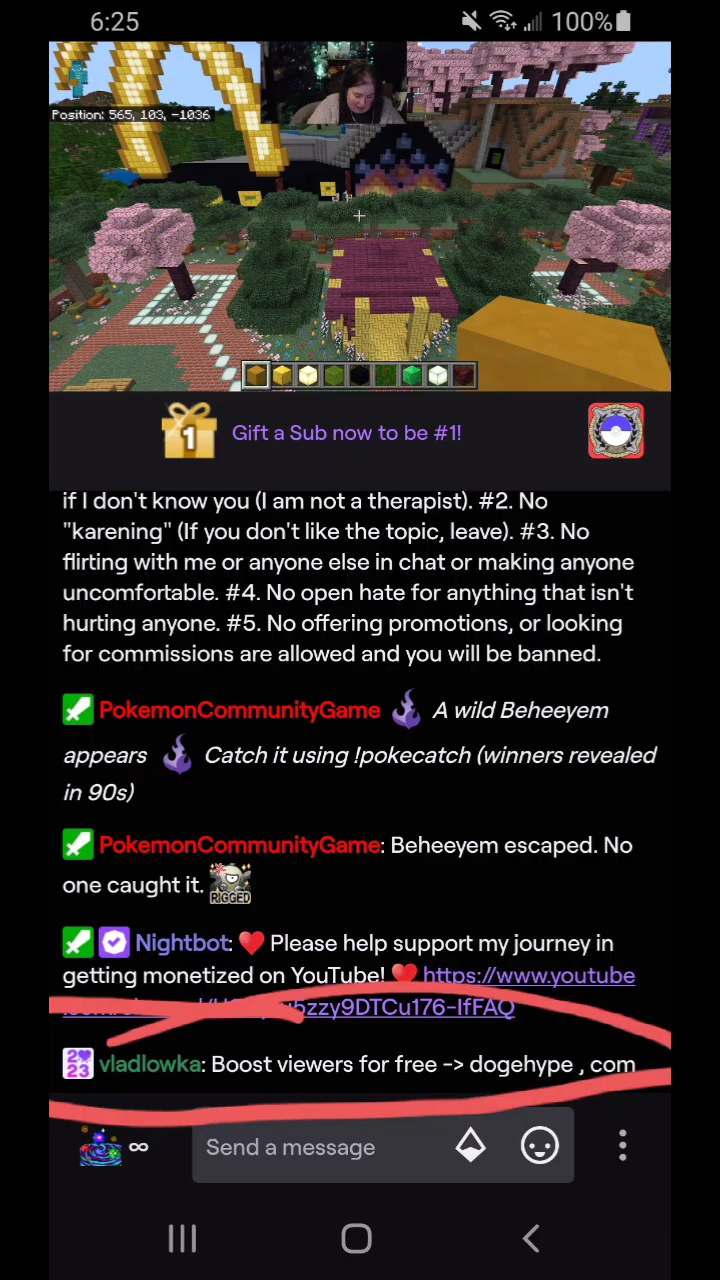 6:25
100%
Position: 565, 103, -1036
1
Gift a Sub now to be #1!
if I don't know you (I am not a therapist). #2. No
"karening" (If you don't like the topic, leave). #3. No
flirting with me or anyone else in chat or making anyone
uncomfortable. #4. No open hate for anything that isn't
hurting anyone. #5. No offering promotions, or looking
for commissions are allowed and you will be banned.
PokemonCommunityGame A wild Beheeyem
appears Catch it using !pokecatch (winners revealed
in 90s)
PokemonCommunityGame: Beheeyem escaped. No
one caught it. RIGGED
Nightbot: ❤️ Please help support my journey in
getting monetized on YouTube! ❤️ https://www.youtube
5zzy9DTCu176-IfFAQ
2023 vladlowka: Boost viewers for free -> dogehype , com
∞ Send a message